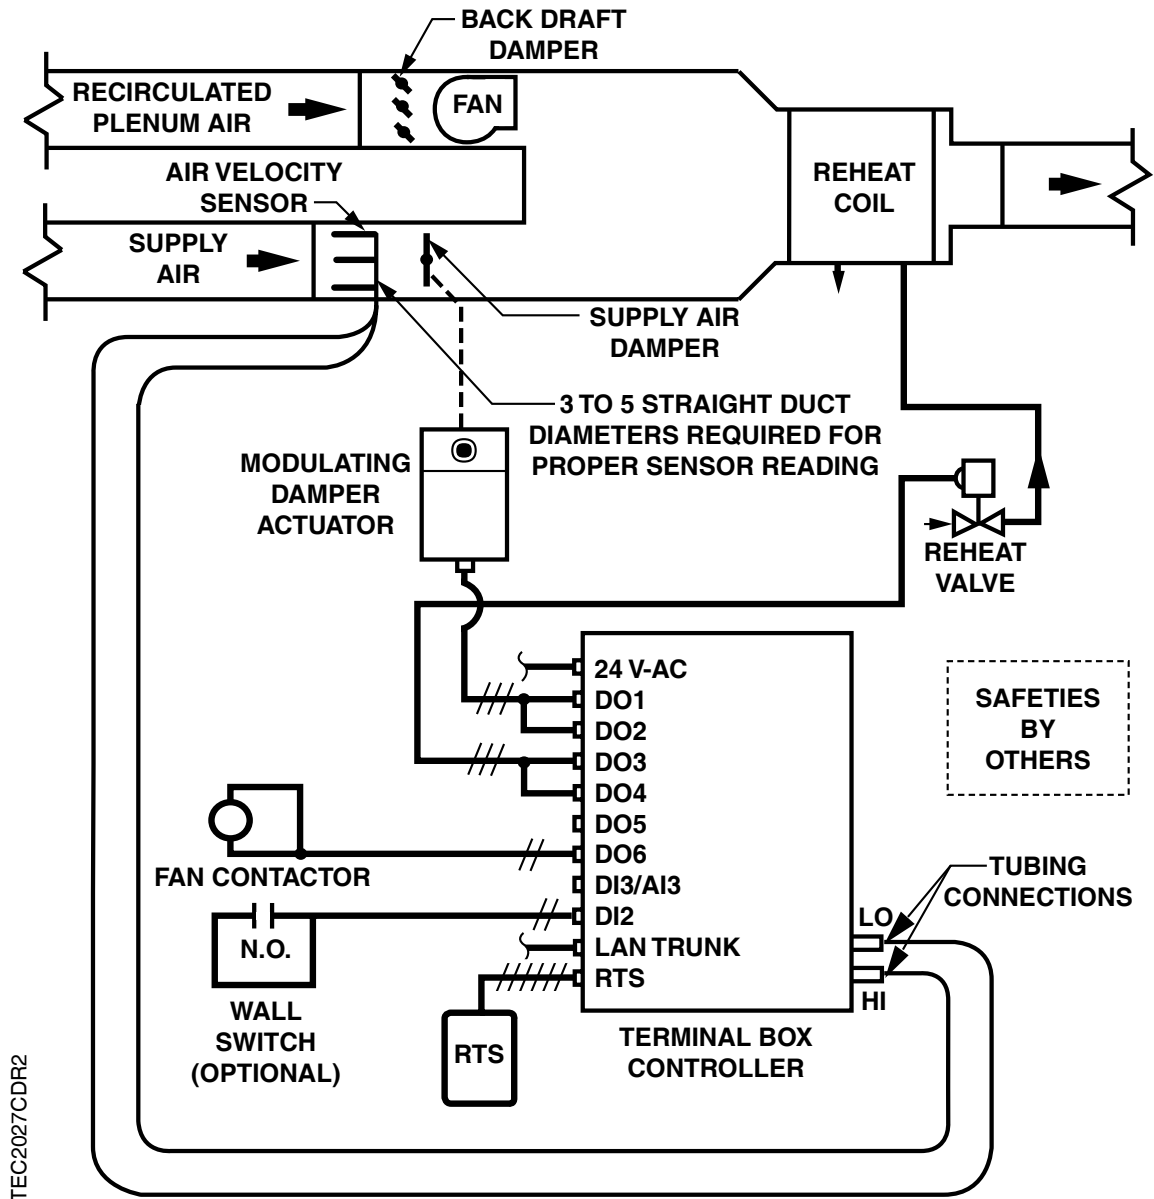 BACK DRAFT
DAMPER
RECIRCULATED
PLENUM AIR
FAN
AIR VELOCITY
SENSOR
REHEAT
COIL
SUPPLY
AIR
SUPPLY AIR
DAMPER
3 TO 5 STRAIGHT DUCT
DIAMETERS REQUIRED FOR
PROPER SENSOR READING
MODULATING
DAMPER
ACTUATOR
REHEAT
VALVE
24 V-AC
DO1
DO2
DO3
DO4
DO5
DO6
DI3/AI3
DI2
LAN TRUNK
RTS
SAFETIES
BY
OTHERS
FAN CONTACTOR
TUBING
CONNECTIONS
LO
HI
N.O.
WALL
SWITCH
(OPTIONAL)
RTS
TERMINAL BOX
CONTROLLER
TEC2027CDR2